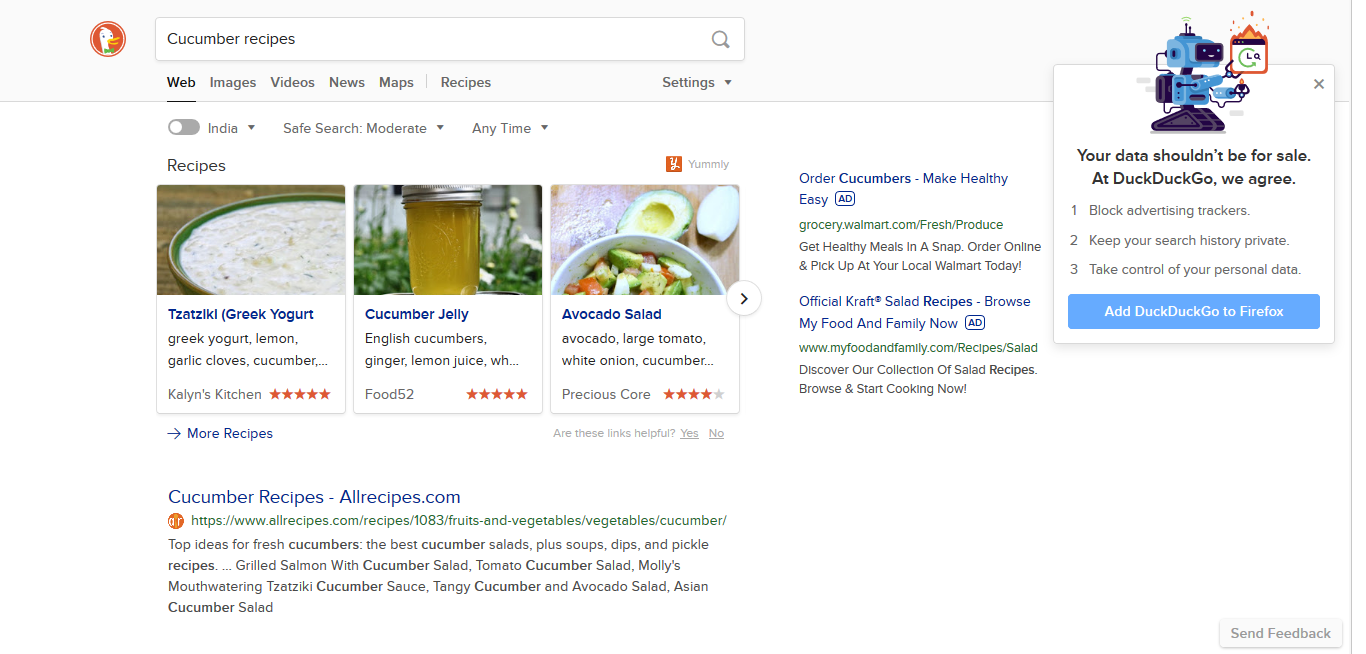 Cucumber recipes
Web Images Videos News Maps Recipes Settings
India Safe Search: Moderate Any Time
Recipes
Yummly
Tzatziki (Greek Yogurt
greek yogurt, lemon,
garlic cloves, cucumber,...
Kalyn's Kitchen
Cucumber Jelly
English cucumbers,
ginger, lemon juice, wh...
Food52
Avocado Salad
avocado, large tomato,
white onion, cucumber...
Precious Core
More Recipes
Are these links helpful? Yes No
Cucumber Recipes - Allrecipes.com
ar
https://www.allrecipes.com/recipes/1083/fruits-and-vegetables/vegetables/cucumber/
Top ideas for fresh cucumbers: the best cucumber salads, plus soups, dips, and pickle
recipes. ... Grilled Salmon With Cucumber Salad, Tomato Cucumber Salad, Molly's
Mouthwatering Tzatziki Cucumber Sauce, Tangy Cucumber and Avocado Salad, Asian
Cucumber Salad
Order Cucumbers - Make Healthy
Easy AD
grocery.walmart.com/Fresh/Produce
Get Healthy Meals In A Snap. Order Online
& Pick Up At Your Local Walmart Today!
Official Kraft® Salad Recipes - Browse
My Food And Family Now AD
www.myfoodandfamily.com/Recipes/Salad
Discover Our Collection Of Salad Recipes.
Browse & Start Cooking Now!
Your data shouldn’t be for sale.
At DuckDuckGo, we agree.
1 Block advertising trackers.
2 Keep your search history private.
3 Take control of your personal data.
Add DuckDuckGo to Firefox
Send Feedback